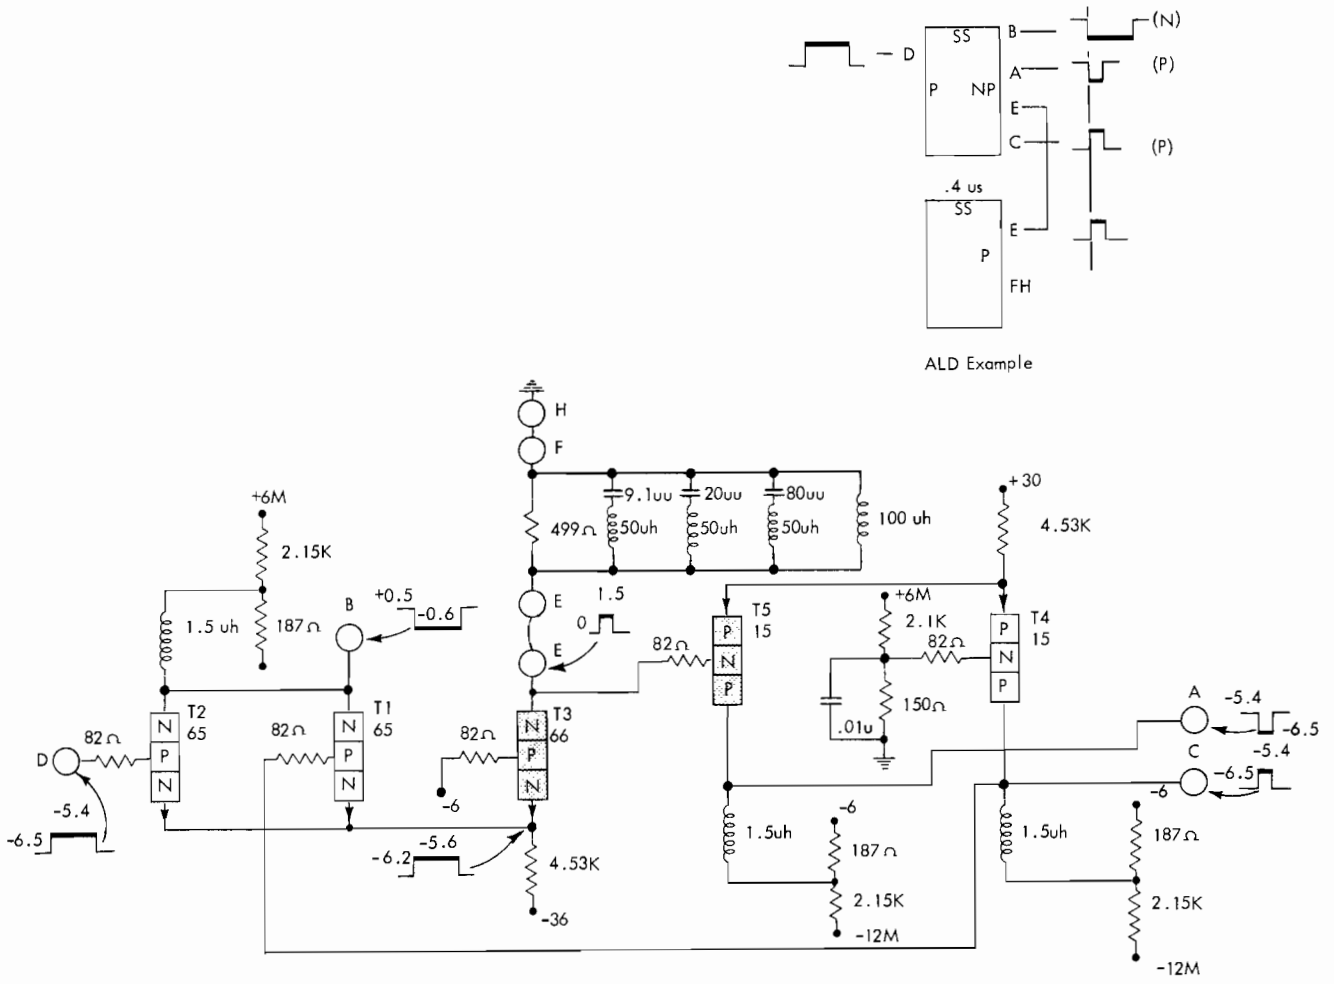 SS
B
(N)
D
A
(P)
P
NP
E
C
(P)
.4 us
SS
E
P
FH
ALD Example
H
F
9.1uu
20uu
80uu
+30
+6M
499Ω
50uh
50uh
50uh
100 uh
4.53K
2.15K
B
+0.5
-0.6
1.5
E
T5
15
+6M
T4
15
1.5 uh
187Ω
0
P
2.1K
P
E
82Ω
N
82Ω
N
P
P
T2
65
T1
65
T3
66
150Ω
A
-5.4
N
N
N
.01u
-6.5
82Ω
82Ω
82Ω
D
P
P
P
C
-5.4
N
N
N
-6.5
-6
-6
-5.4
-6
-6.5
-5.6
1.5uh
187Ω
1.5uh
187Ω
-6.2
4.53K
2.15K
2.15K
-36
-12M
-12M